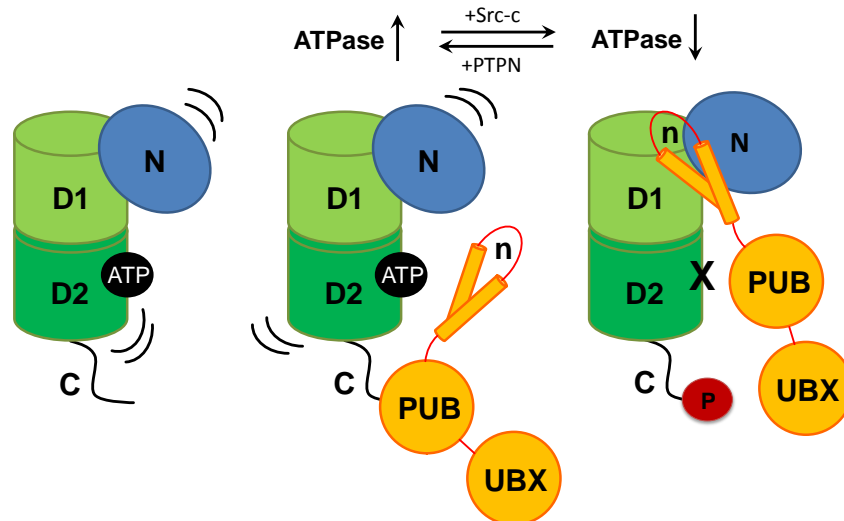 +Src-c
ATPase
ATPase
+PTPN
N
D1
ATP
D2
C
N
D1
n
ATP
D2
C
PUB
UBX
n
N
D1
X
D2
PUB
C
P
UBX